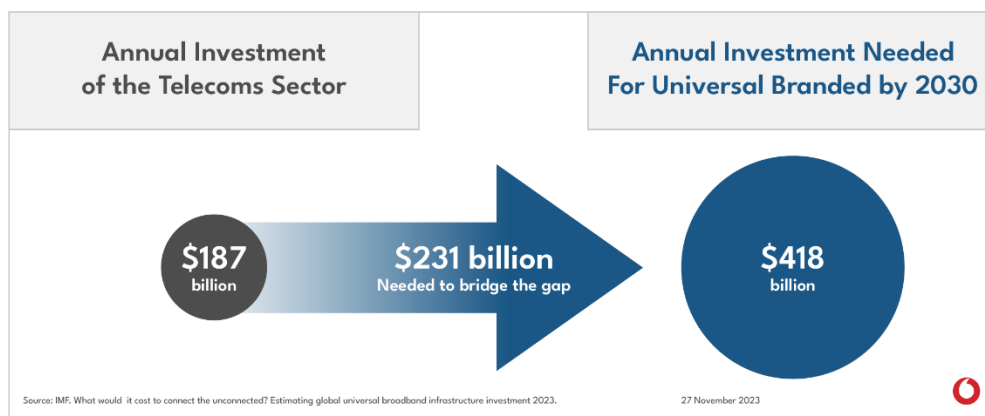 Annual Investment
of the Telecoms Sector
Annual Investment Needed
For Universal Branded by 2030
$187
billion
$231 billion
Needed to bridge the gap
$418
billion
Source: IMF. What would it cost to connect the unconnected? Estimating global universal broadband infrastructure investment 2023.
27 November 2023